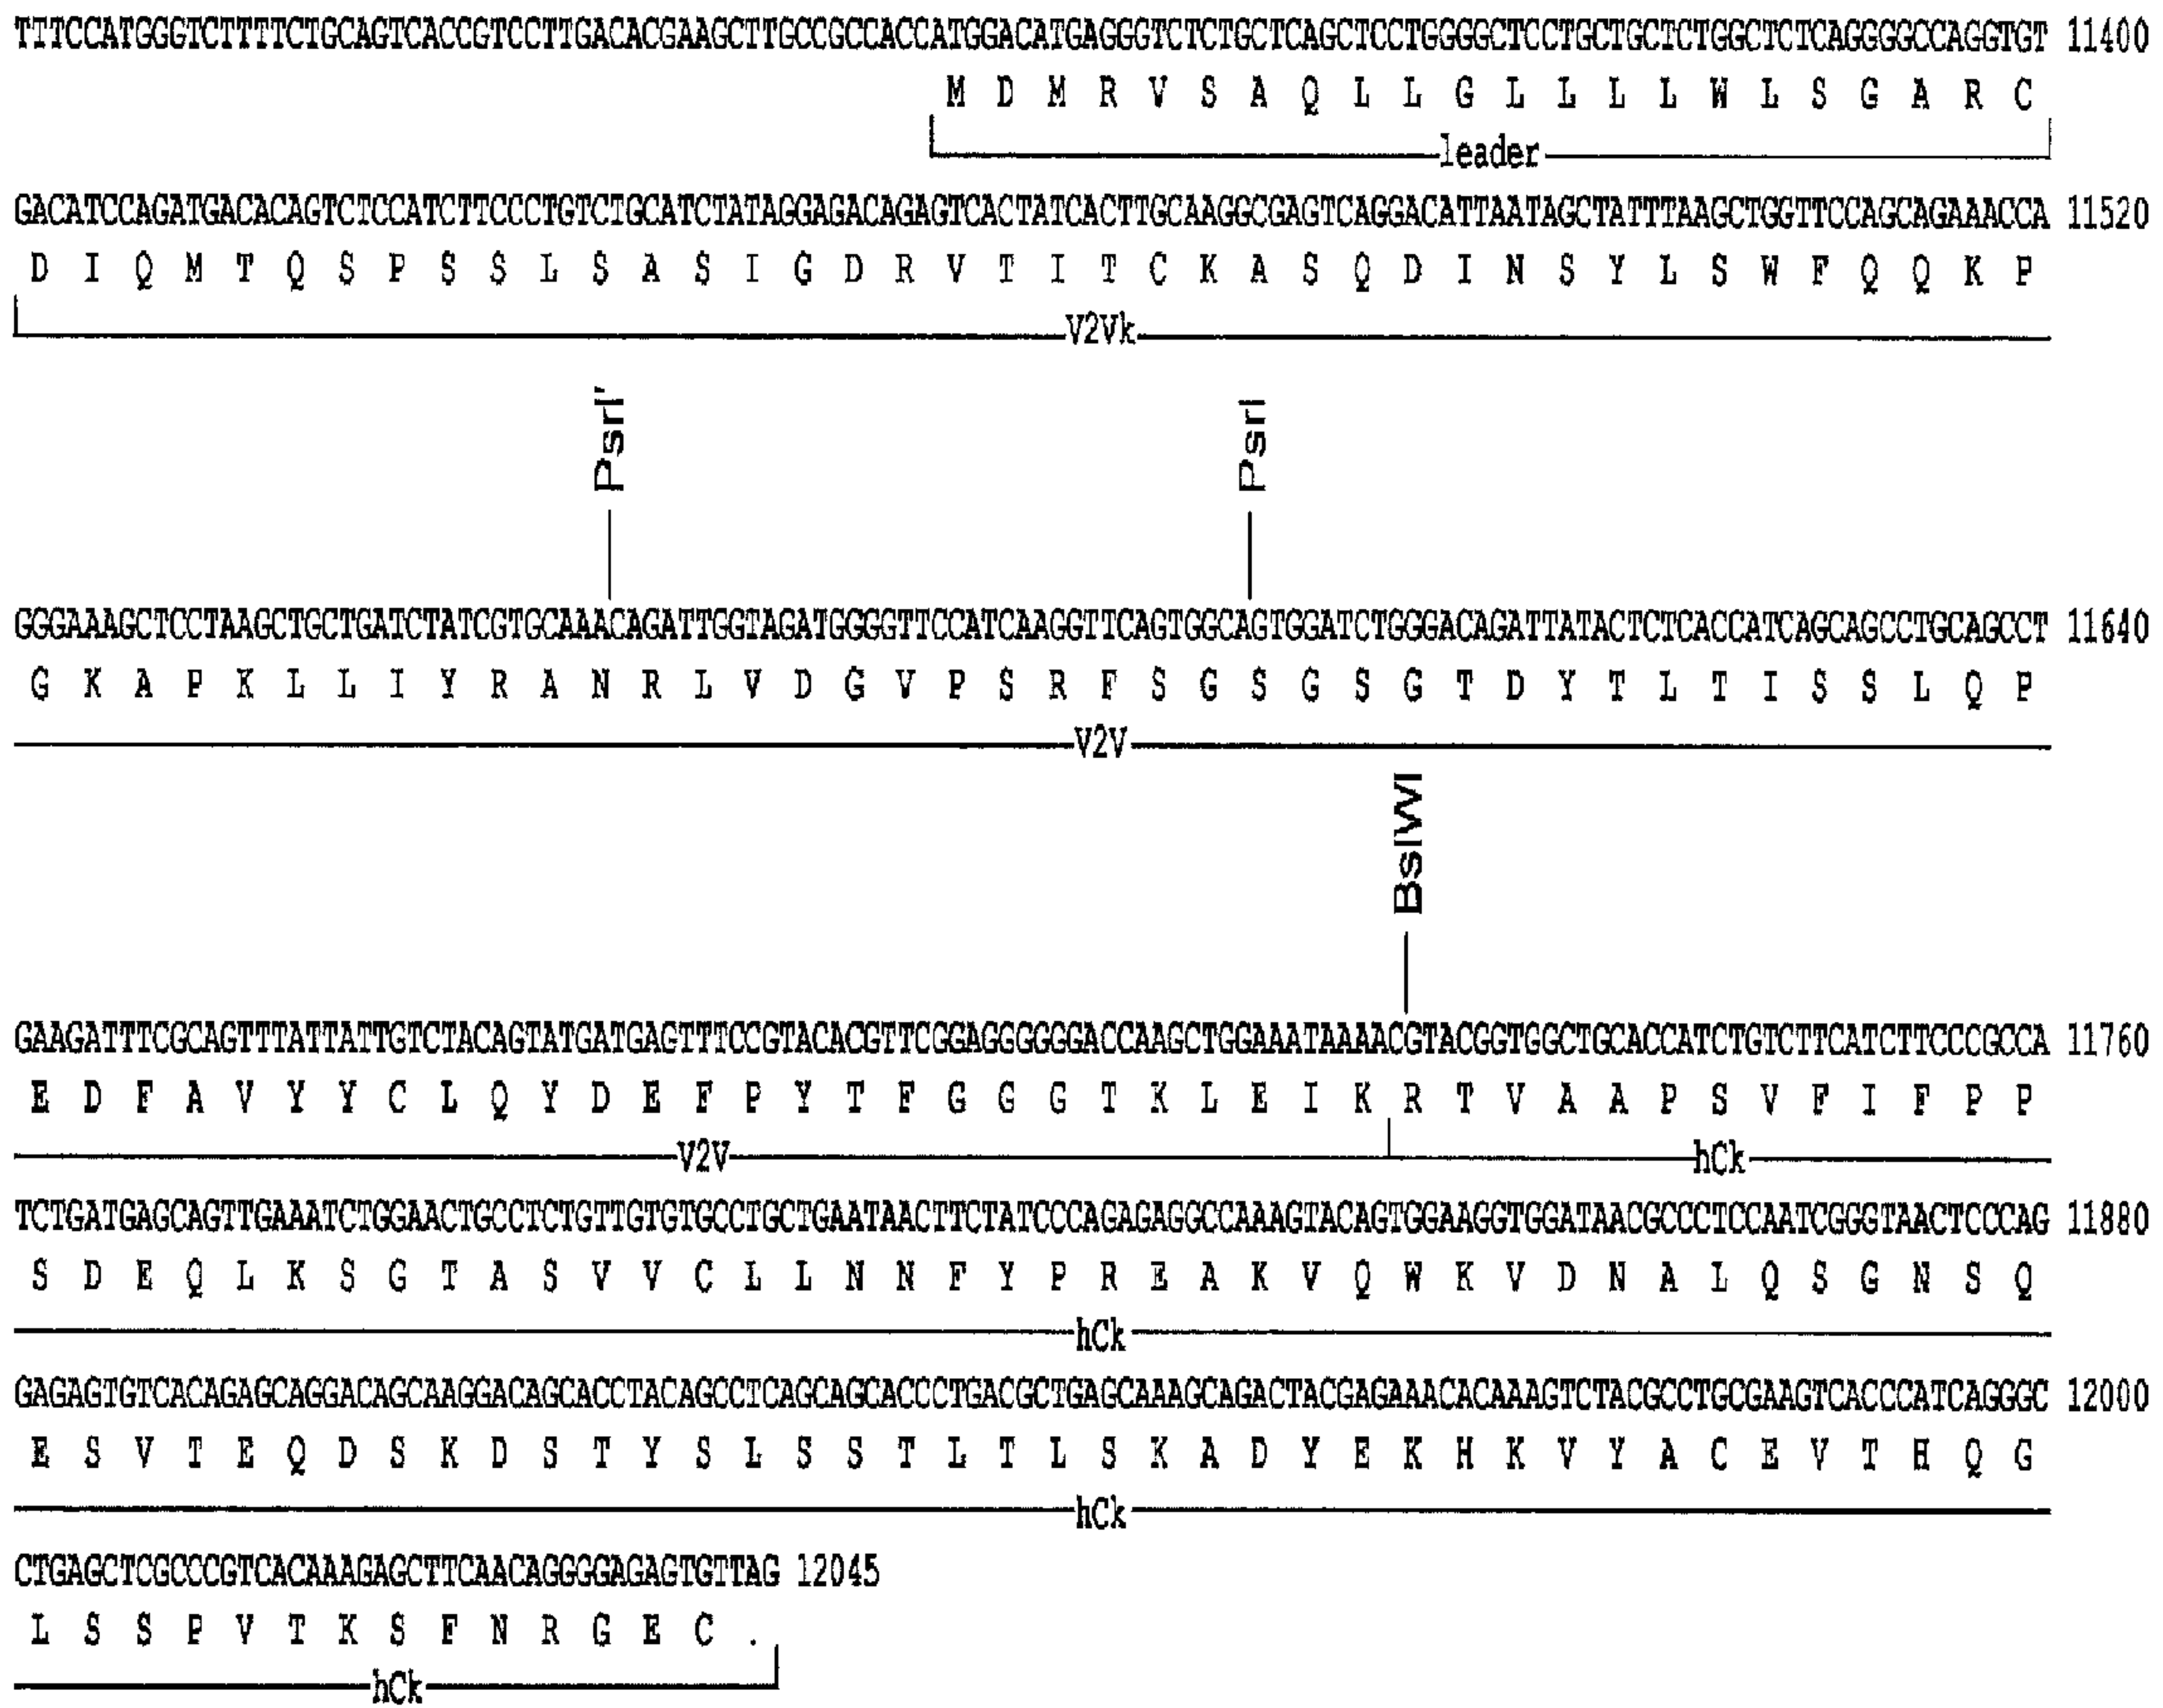 TTTCCATGGGTCTTTTCTGCAGTCACCGTCCTTGACACGAAGCTTGCCGCCACCATGGACATGAGGGTCTCTGCTCAGCTCCTGGGGCTCCTGCTGCTCTGGCTCTCAGGGGCCAGGTGT 11400
M D M R V S A Q L L G L L L L W L S G A R C
leader
GACATCCAGATGACACAGTCTCCATCTTCCCTGTCTGCATCTATAGGAGACAGAGTCACTATCACTTGCAAGGCGAGTCAGGACATTAATAGCTATTTAAGCTGGTTCCAGCAGAAACCA 11520
D I Q M T Q S P S S L S A S I G D R V T I T C K A S Q D I N S Y L S W F Q Q K P
V2Vk
PsrI' PsrI
GGGAAAGCTCCTAAGCTGCTGATCTATCGTGCAAACAGATTGGTAGATGGGGTTCCATCAAGGTTCAGTGGCAGTGGATCTGGGACAGATTATACTCTCACCATCAGCAGCCTGCAGCCT 11640
G K A P K L L I Y R A N R L V D G V P S R F S G S G S G T D Y T L T I S S L Q P
V2V
BsIWI
GAAGATTTCGCAGTTTATTATTGTCTACAGTATGATGAGTTTCCGTACACGTTCGGAGGGGGGACCAAGCTGGAAATAAAACGTACGGTGGCTGCACCATCTGTCTTCATCTTCCCGCCA 11760
E D F A V Y Y C L Q Y D E F P Y T F G G G T K L E I K R T V A A P S V F I F P P
V2V hCk
TCTGATGAGCAGTTGAAATCTGGAACTGCCTCTGTTGTGTGCCTGCTGAATAACTTCTATCCCAGAGAGGCCAAAGTACAGTGGAAGGTGGATAACGCCCTCCAATCGGGTAACTCCCAG 11880
S D E Q L K S G T A S V V C L L N N F Y P R E A K V Q W K V D N A L Q S G N S Q
hCk
GAGAGTGTCACAGAGCAGGACAGCAAGGACAGCACCTACAGCCTCAGCAGCACCCTGACGCTGAGCAAAGCAGACTACGAGAAACACAAAGTCTACGCCTGCGAAGTCACCCATCAGGGC 12000
E S V T E Q D S K D S T Y S L S S T L T L S K A D Y E K H K V Y A C E V T H Q G
hCk
CTGAGCTCGCCCGTCACAAAGAGCTTCAACAGGGGAGAGTGTTAG 12045
L S S P V T K S F N R G E C .
hCk